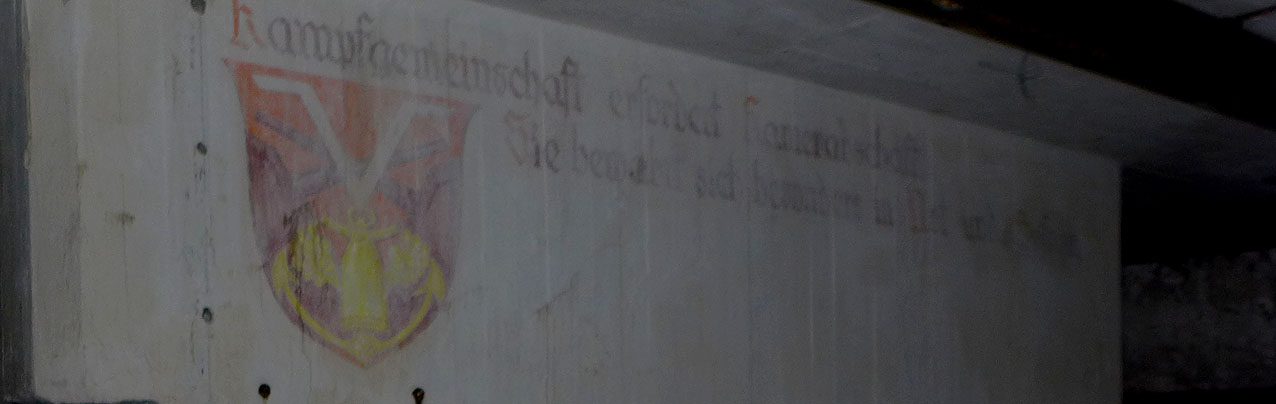 Kampfgemeinschaft erfordert Kameradschaft
Sie bewährt sich besonders in Not und Gefahr